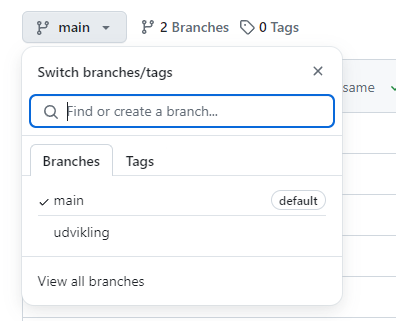 main 2 Branches 0 Tags
Switch branches/tags
Find or create a branch...
same
Branches Tags
main default
udvikling
View all branches